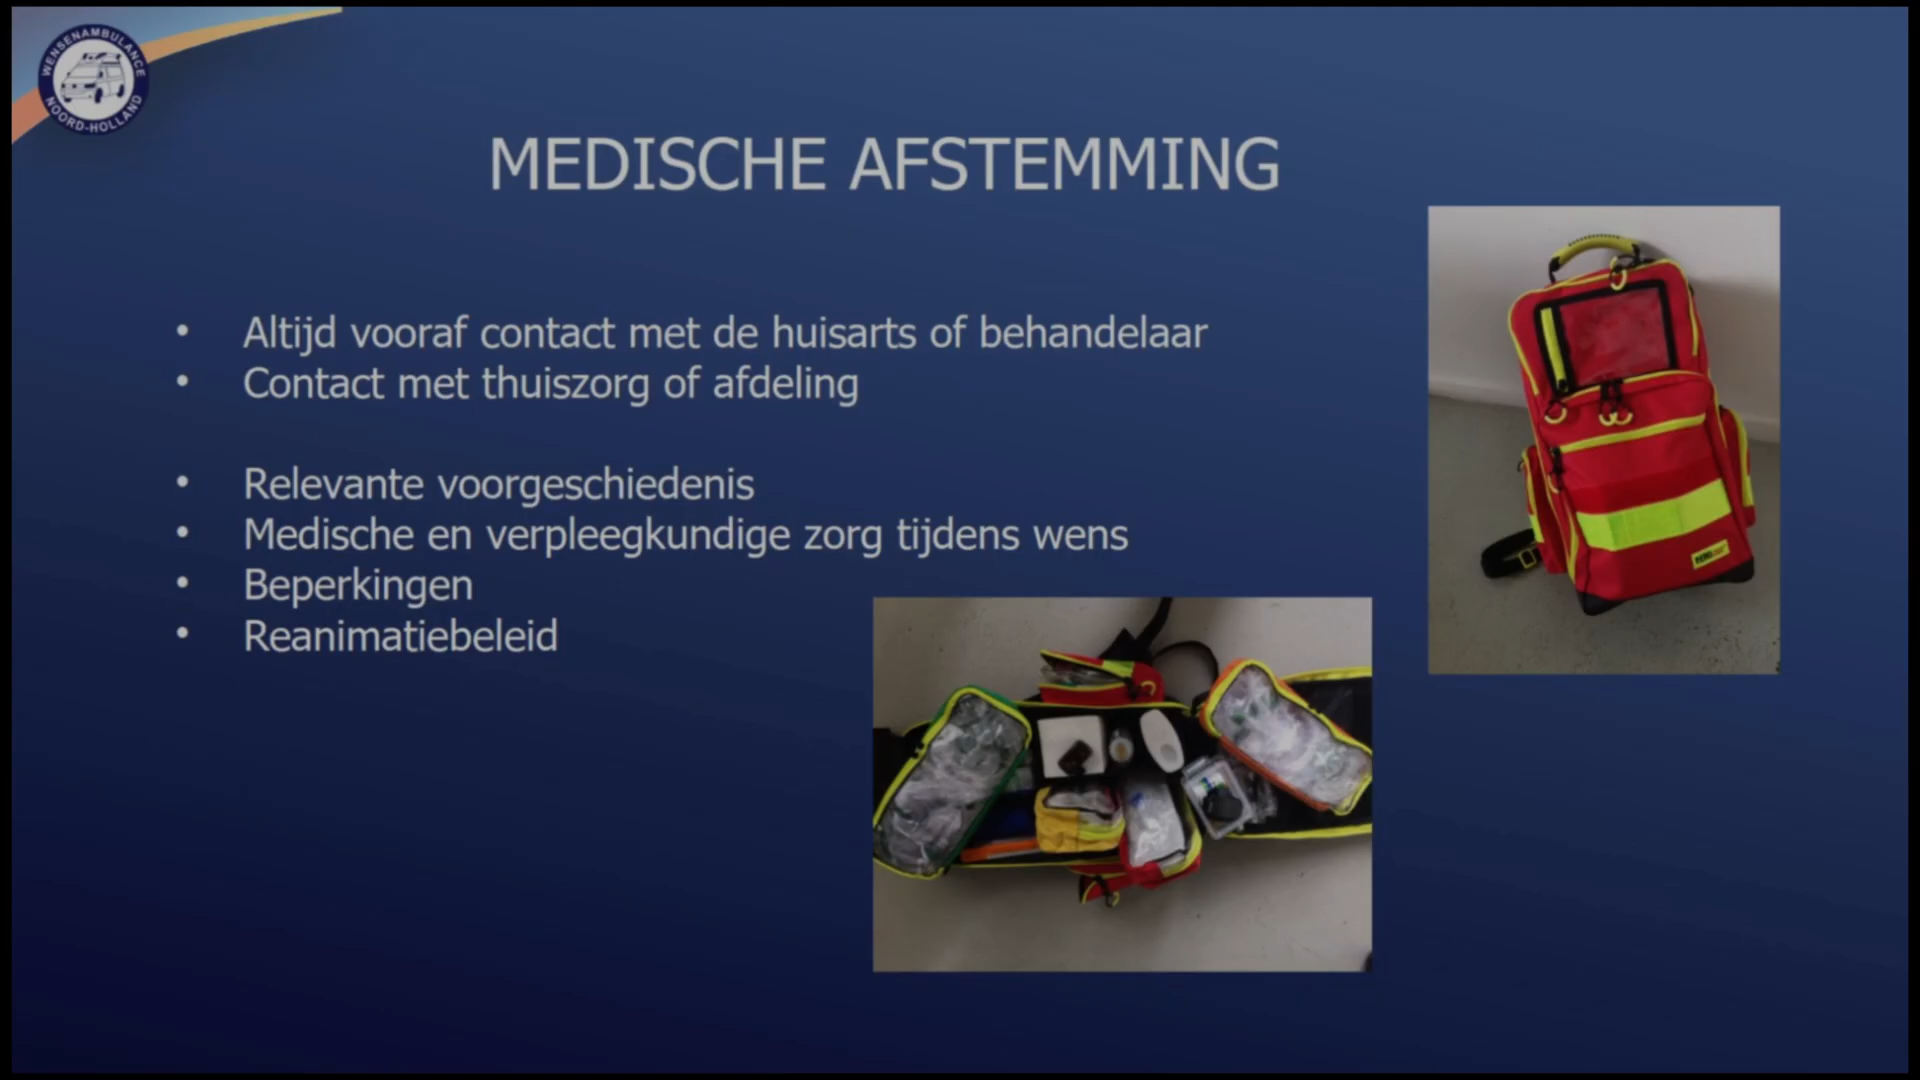 WENSENAMBULANCE
NOORD-HOLLAND
MEDISCHE AFSTEMMING
• Altijd vooraf contact met de huisarts of behandelaar
• Contact met thuiszorg of afdeling
• Relevante voorgeschiedenis
• Medische en verpleegkundige zorg tijdens wens
• Beperkingen
• Reanimatiebeleid